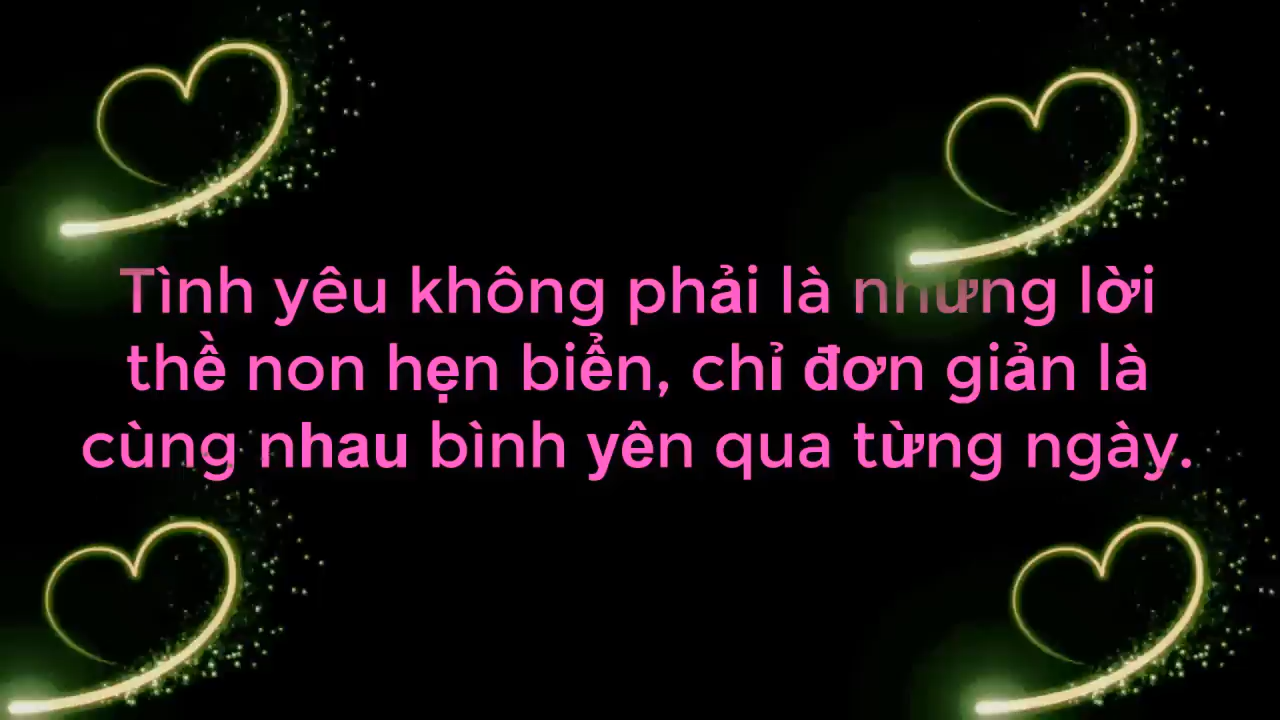 Tình yêu không phải là những lời
thề non hẹn biển, chỉ đơn giản là
cùng nhau bình yên qua từng ngày.